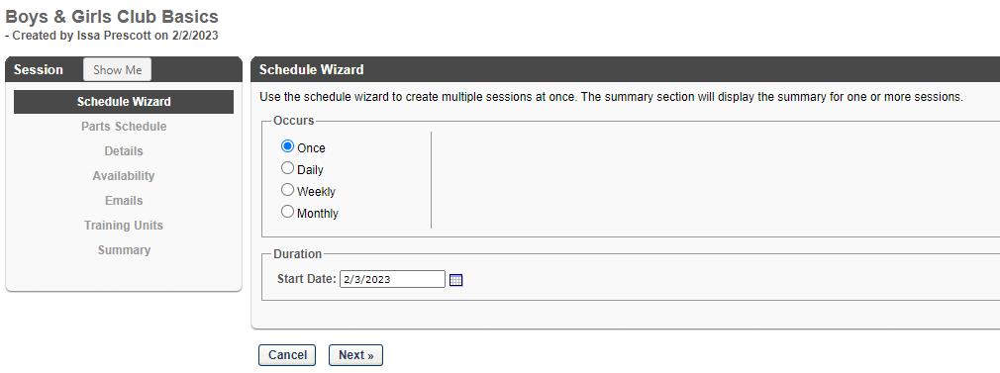 Boys & Girls Club Basics
- Created by Issa Prescott on 2/2/2023
Session Show Me
Schedule Wizard
Parts Schedule
Details
Availability
Emails
Training Units
Summary
Schedule Wizard
Use the schedule wizard to create multiple sessions at once. The summary section will display the summary for one or more sessions.
Occurs
Once
Daily
Weekly
Monthly
Duration
Start Date: 2/3/2023
Cancel Next »